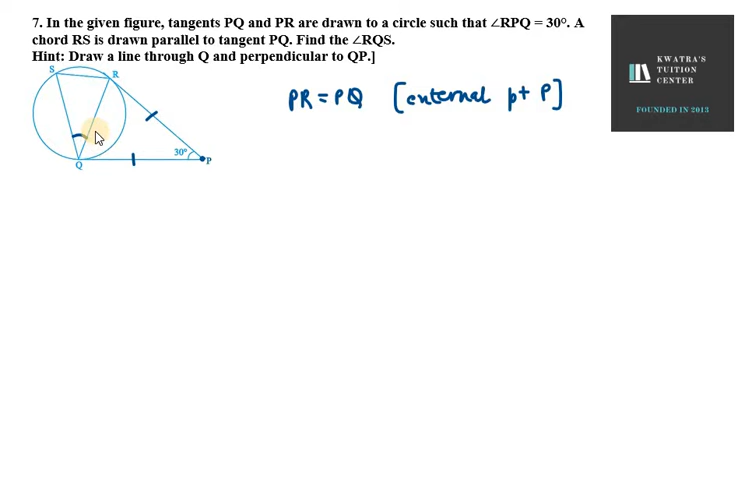 7. In the given figure, tangents PQ and PR are drawn to a circle such that ∠RPQ = 30°. A
chord RS is drawn parallel to tangent PQ. Find the ∠RQS.
Hint: Draw a line through Q and perpendicular to QP.]
KWATRA'S
TUITION
CENTER
FOUNDED IN 2013
PR = PQ [external pt P]
S
R
30°
P
Q